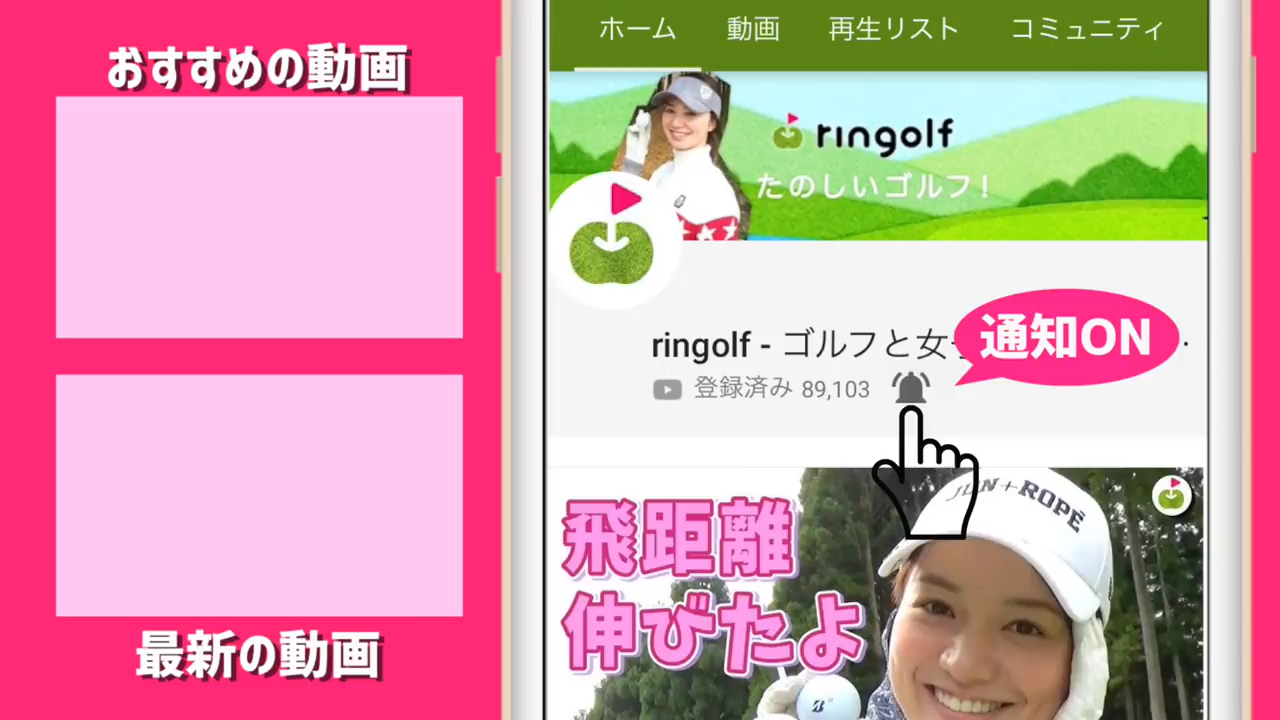 おすすめの動画
最新の動画
ホーム 動画 再生リスト コミュニティ
ringolf
たのしいゴルフ!
通知ON
ringolf - ゴルフと女
登録済み 89,103
JUN+ROPÉ
飛距離
伸びたよ
B